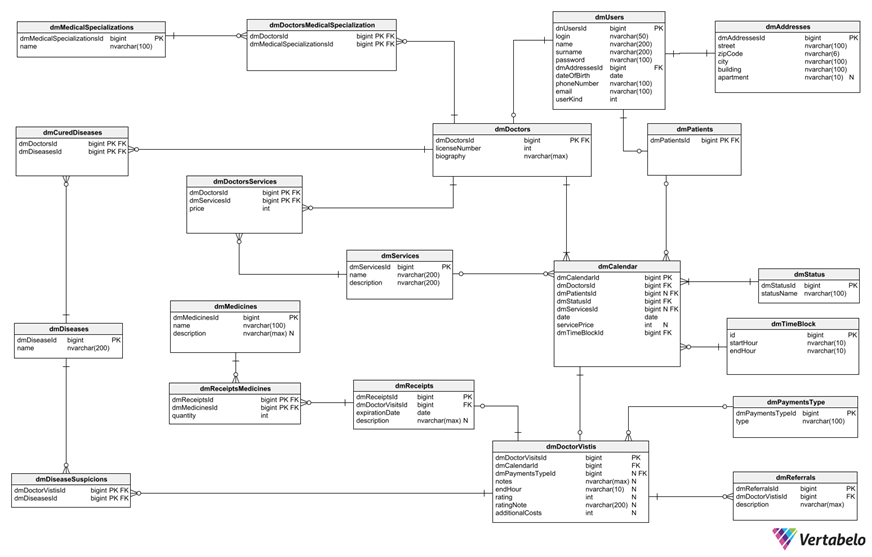 dmMedicalSpecializations
dmMedicalSpecializationsId bigint PK
name nvarchar(100)
dmDoctorsMedicalSpecialization
dmDoctorsId bigint PK FK
dmMedicalSpecializationsId bigint PK FK
dmUsers
dnUsersId bigint PK
login nvarchar(50)
name nvarchar(200)
surname nvarchar(200)
password nvarchar(100)
dmAddressesId bigint FK
dateOfBirth date
phoneNumber nvarchar(100)
email nvarchar(100)
userKind int
dmAddresses
dmAddressesId bigint PK
street nvarchar(100)
zipCode nvarchar(6)
city nvarchar(100)
building nvarchar(100)
apartment nvarchar(10) N
dmCuredDiseases
dmDoctorsId bigint PK FK
dmDiseasesId bigint PK FK
dmDoctors
dmDoctorsId bigint PK FK
licenseNumber int
biography nvarchar(max)
dmPatients
dmPatientsId bigint PK FK
dmDoctorsServices
dmDoctorsId bigint PK FK
dmServicesId bigint PK FK
price int
dmServices
dmServicesId bigint PK
name nvarchar(200)
description nvarchar(200)
dmCalendar
dmCalendarId bigint PK
dmDoctorsId bigint FK
dmPatientsId bigint N FK
dmStatusId bigint FK
dmServicesId bigint N FK
date date
servicePrice int N
dmTimeBlockId bigint FK
dmStatus
dmStatusId bigint PK
statusName nvarchar(100)
dmMedicines
dmMedicinesId bigint PK
name nvarchar(100)
description nvarchar(max) N
dmTimeBlock
id bigint PK
startHour nvarchar(10)
endHour nvarchar(10)
dmDiseases
dmDiseaseId bigint PK
name nvarchar(200)
dmReceiptsMedicines
dmReceiptsId bigint PK FK
dmMedicinesId bigint PK FK
quantity int
dmReceipts
dmReceiptsId bigint PK
dmDoctorVisitsId bigint FK
expirationDate date
description nvarchar(max) N
dmPaymentsType
dmPaymentsTypeId bigint PK
type nvarchar(100)
dmDoctorVistis
dmDoctorVisitsId bigint PK
dmCalendarId bigint FK
dmPaymentsTypeId bigint N FK
notes nvarchar(max) N
endHour nvarchar(10) N
rating int N
ratingNote nvarchar(200) N
additionalCosts int N
dmDiseaseSuspicions
dmDoctorVistisId bigint PK FK
dmDiseasesId bigint PK FK
dmReferrals
dmReferralsId bigint PK
dmDoctorVistisId bigint FK
description nvarchar(max)
Vertabelo